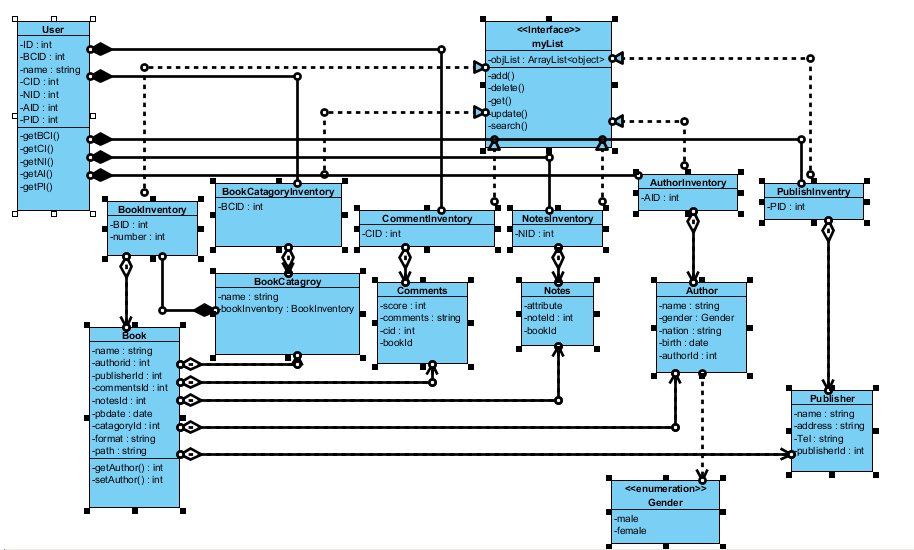 User
-ID : int
-BCID : int
-name : string
-CID : int
-NID : int
-AID : int
-PID : int
-getBCI()
-getCI()
-getNI()
-getAI()
-getPI()
<<Interface>>
myList
-objList : ArrayList<object>
-add()
-delete()
-get()
-update()
-search()
BookInventory
-BID : int
-number : int
BookCatagoryInventory
-BCID : int
CommentInventory
-CID : int
NotesInventory
-NID : int
AuthorInventory
-AID : int
PublishInventry
-PID : int
BookCatagroy
-name : string
-bookInventory : BookInventory
Comments
-score : int
-comments : string
-cid : int
-bookId
Notes
-attribute
-noteId : int
-bookId
Author
-name : string
-gender : Gender
-nation : string
-birth : date
-authorId : int
Book
-name : string
-authorid : int
-publisherId : int
-commentsId : int
-notesId : int
-pbdate : date
-catagoryId : int
-format : string
-path : string
-getAuthor() : int
-setAuthor() : int
Publisher
-name : string
-address : string
-Tel : string
-publisherId : int
<<enumeration>>
Gender
-male
-female